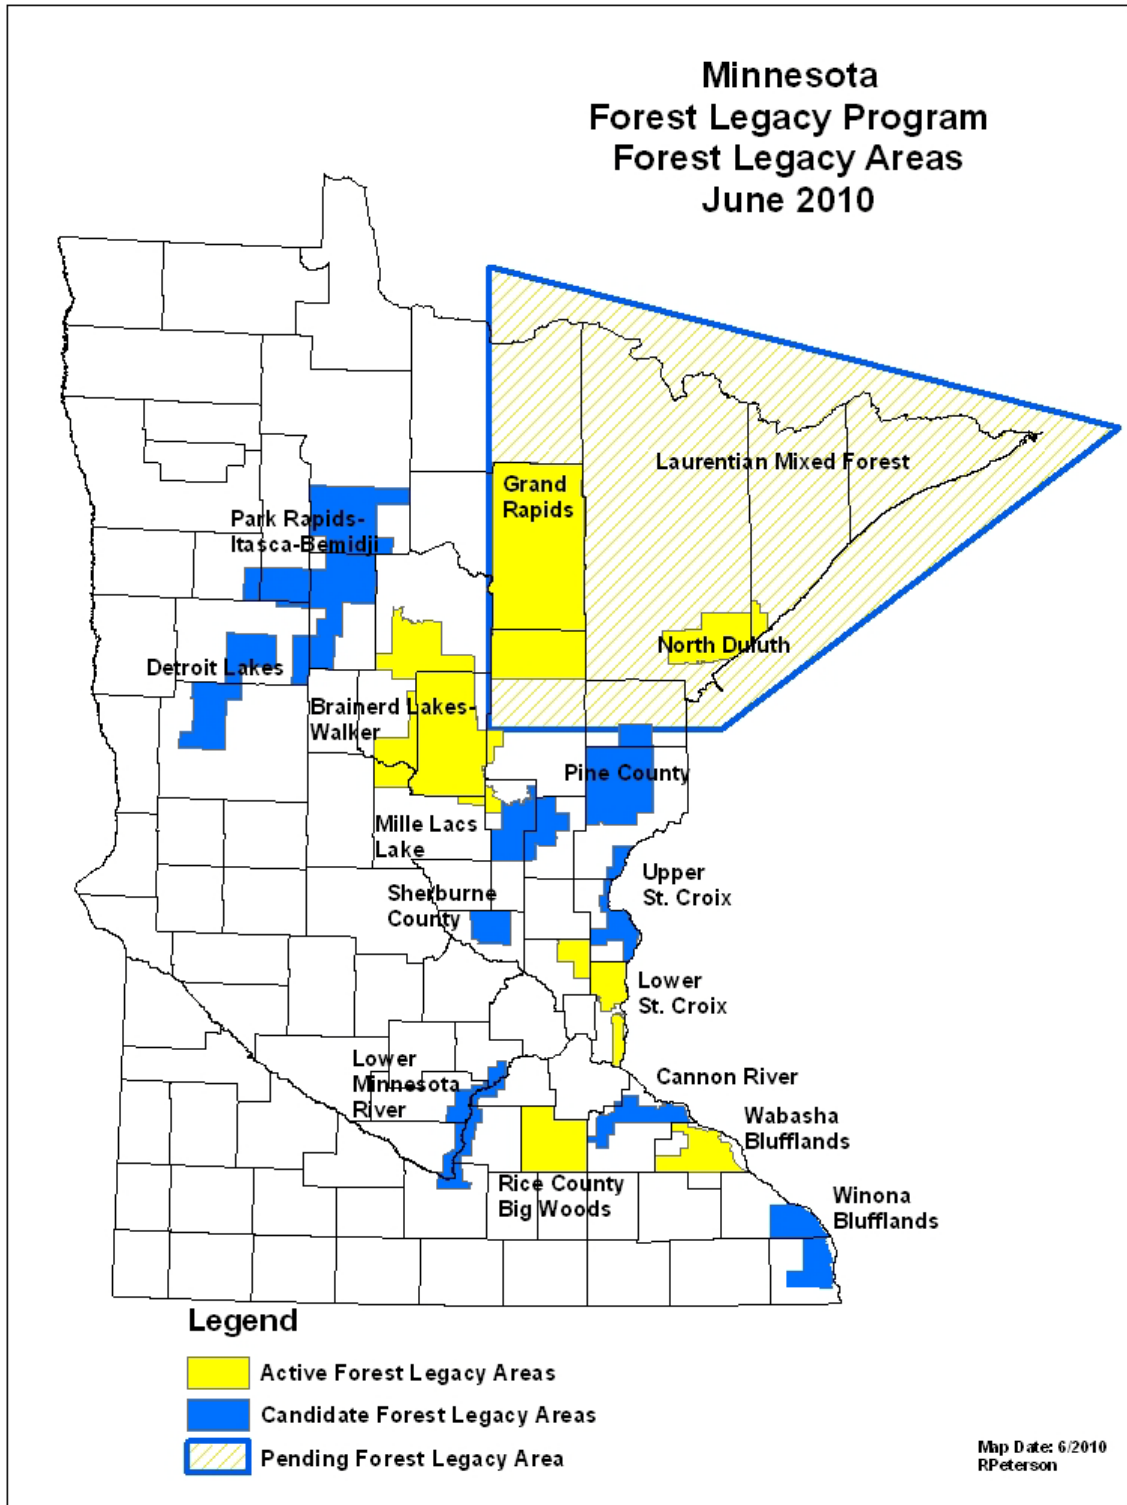 Minnesota
Forest Legacy Program
Forest Legacy Areas
June 2010
Laurentian Mixed Forest
Grand
Rapids
Park Rapids-
Itasca-Bemidji
North Duluth
Detroit Lakes
Brainerd Lakes-
Walker
Pine County
Mille Lacs
Lake
Upper
St. Croix
Sherburne
County
Lower
St. Croix
Lower
Minnesota
River
Cannon River
Wabasha
Blufflands
Rice County
Big Woods
Winona
Blufflands
Legend
Active Forest Legacy Areas
Candidate Forest Legacy Areas
Pending Forest Legacy Area
Map Date: 6/2010
RPeterson